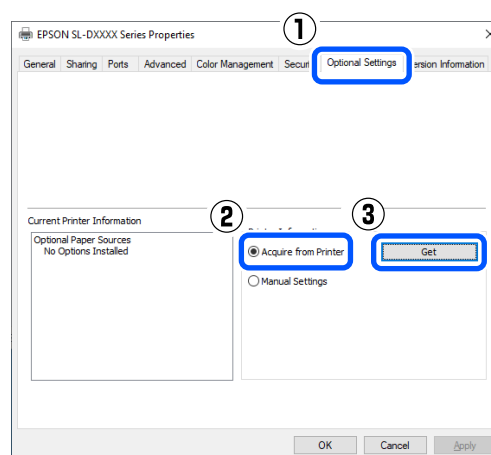 EPSON SL-DXXXX Series Properties
1
General Sharing Ports Advanced Color Management Optional Settings Information
2
3
Current Printer Information
Optional Paper Sources
No Options Installed
Acquire from Printer
Get
Manual Settings
OK Cancel Apply